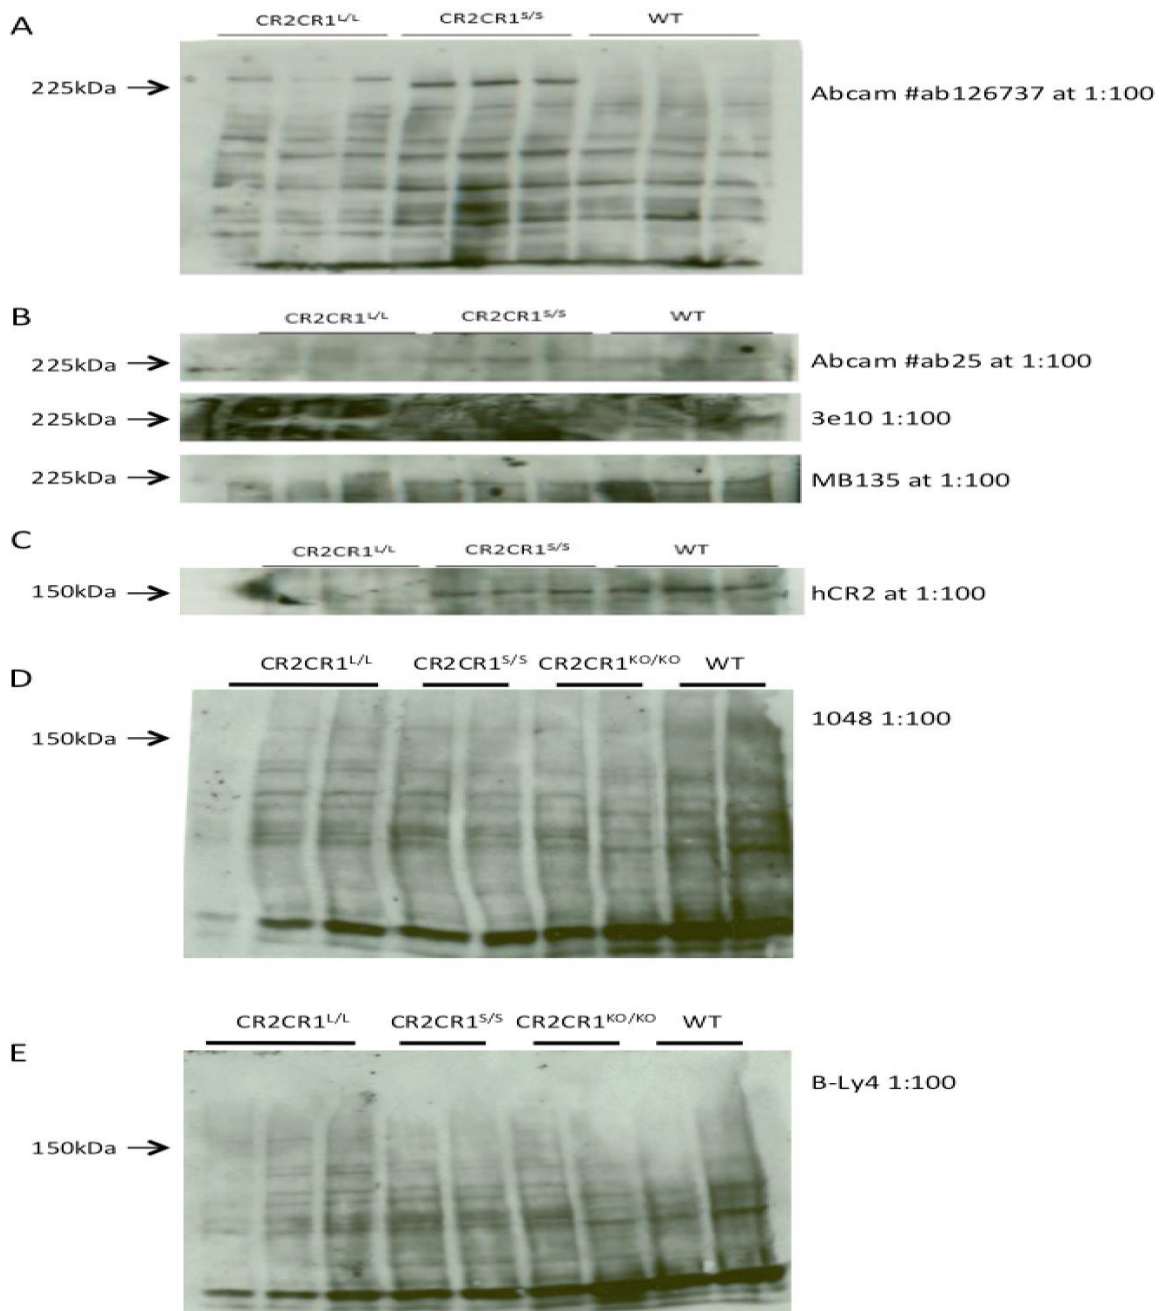 A
CR2CR1L/L CR2CR1S/S WT
225kDa
Abcam #ab126737 at 1:100
B
CR2CR1L/L CR2CR1S/S WT
225kDa
Abcam #ab25 at 1:100
225kDa
3e10 1:100
225kDa
MB135 at 1:100
C
CR2CR1L/L CR2CR1S/S WT
150kDa
hCR2 at 1:100
D
CR2CR1L/L CR2CR1S/S CR2CR1KO/KO WT
150kDa
1048 1:100
E
CR2CR1L/L CR2CR1S/S CR2CR1KO/KO WT
150kDa
B-Ly4 1:100